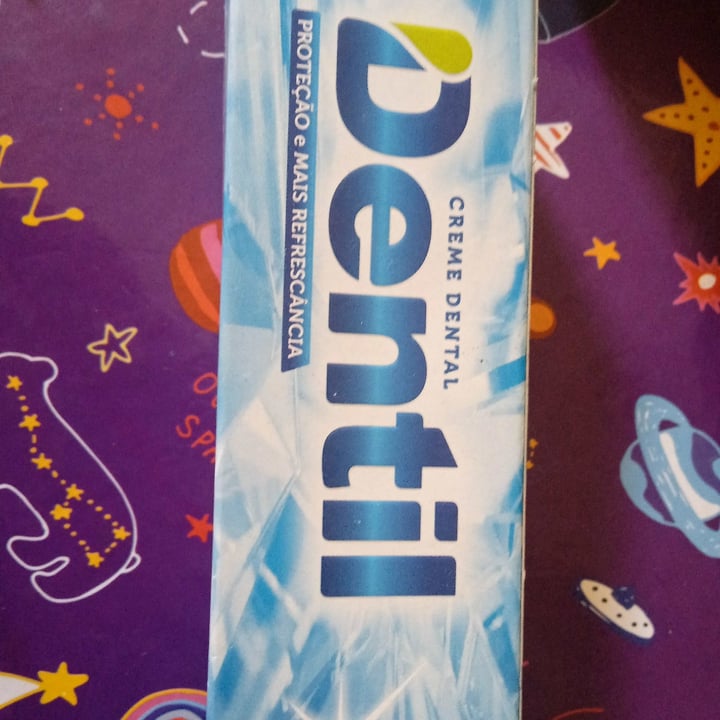 CREME DENTAL
Dentil
PROTEÇÃO e MAIS REFRESCÂNCIA